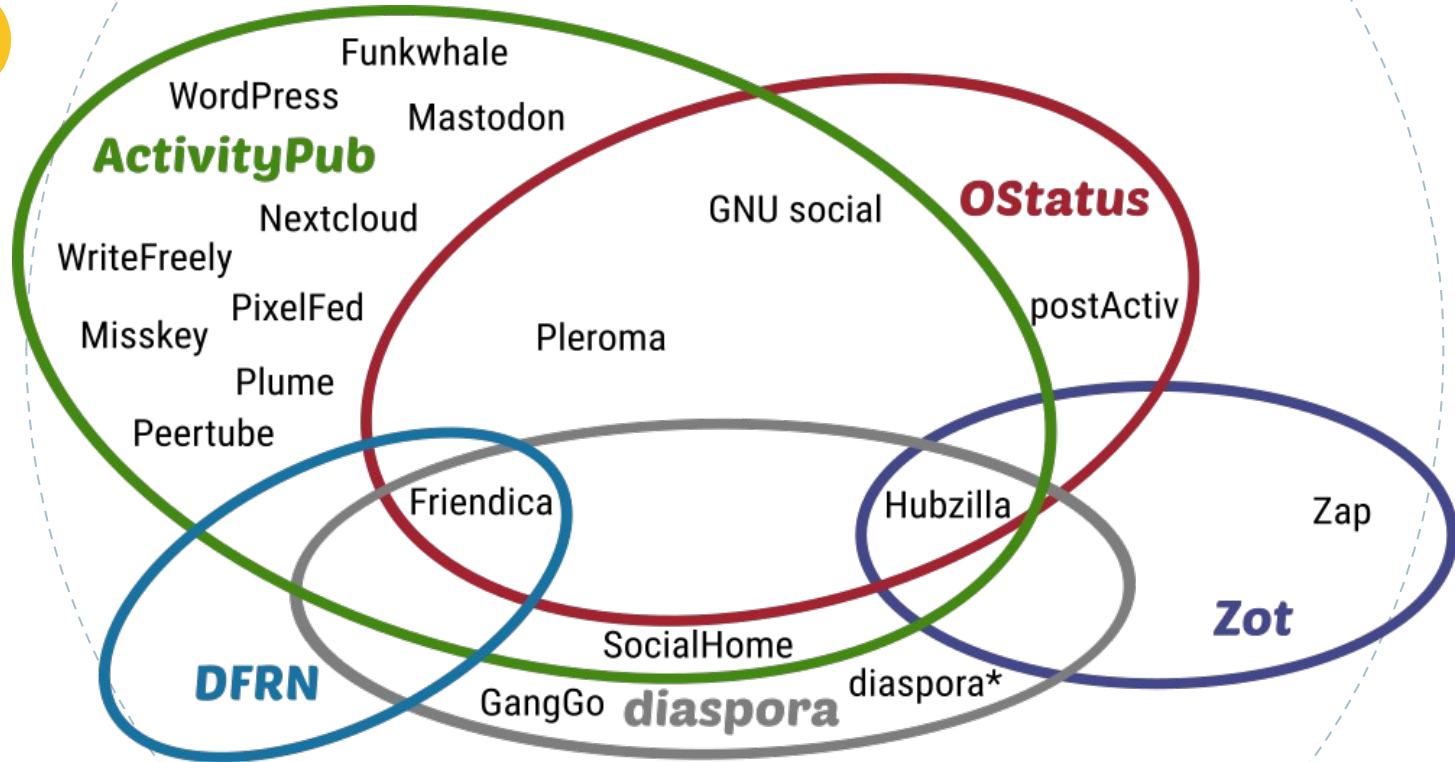 Funkwhale
WordPress
Mastodon
ActivityPub
OStatus
GNU social
Nextcloud
WriteFreely
PixelFed
postActiv
Misskey
Pleroma
Plume
Peertube
Friendica
Hubzilla
Zap
Zot
SocialHome
DFRN
diaspora*
GangGo
diaspora